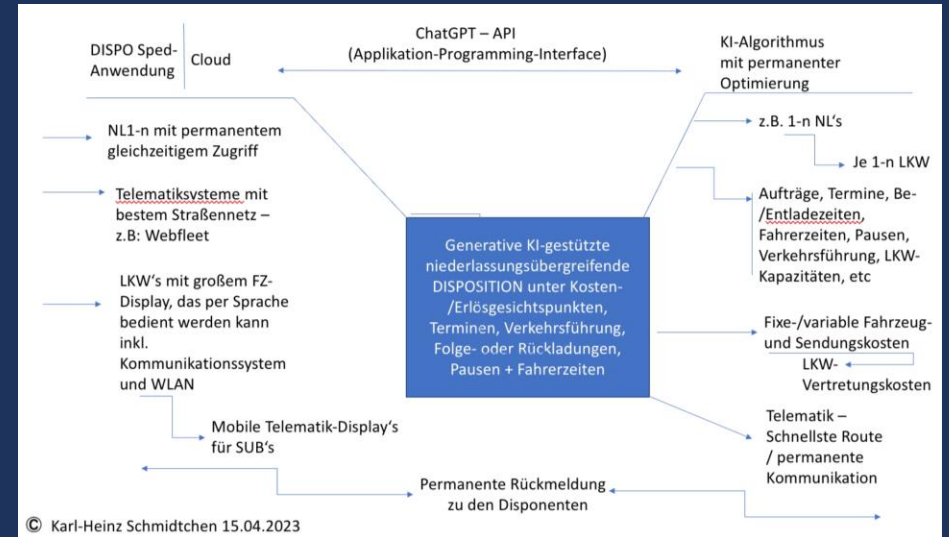 ChatGPT – API
(Applikation-Programming-Interface)
DISPO Sped-
Anwendung
Cloud
KI-Algorithmus
mit permanenter
Optimierung
NL1-n mit permanentem
gleichzeitigem Zugriff
Telematiksysteme mit
bestem Straßennetz –
z.B: Webfleet
LKW's mit großem FZ-
Display, das per Sprache
bedient werden kann
inkl.
Kommunikationssystem
und WLAN
Mobile Telematik-Display's
für SUB's
Generative KI-gestützte
niederlassungsübergreifende
DISPOSITION unter Kosten-
/Erlösgesichtspunkten,
Terminen, Verkehrsführung,
Folge- oder Rückladungen,
Pausen + Fahrerzeiten
z.B. 1-n NL's
Je 1-n LKW
Aufträge, Termine, Be-
/Entladezeiten,
Fahrerzeiten, Pausen,
Verkehrsführung, LKW-
Kapazitäten, etc
Fixe-/variable Fahrzeug-
und Sendungskosten
LKW-
Vertretungskosten
Telematik –
Schnellste Route
/ permanente
Kommunikation
Permanente Rückmeldung
zu den Disponenten
© Karl-Heinz Schmidtchen 15.04.2023